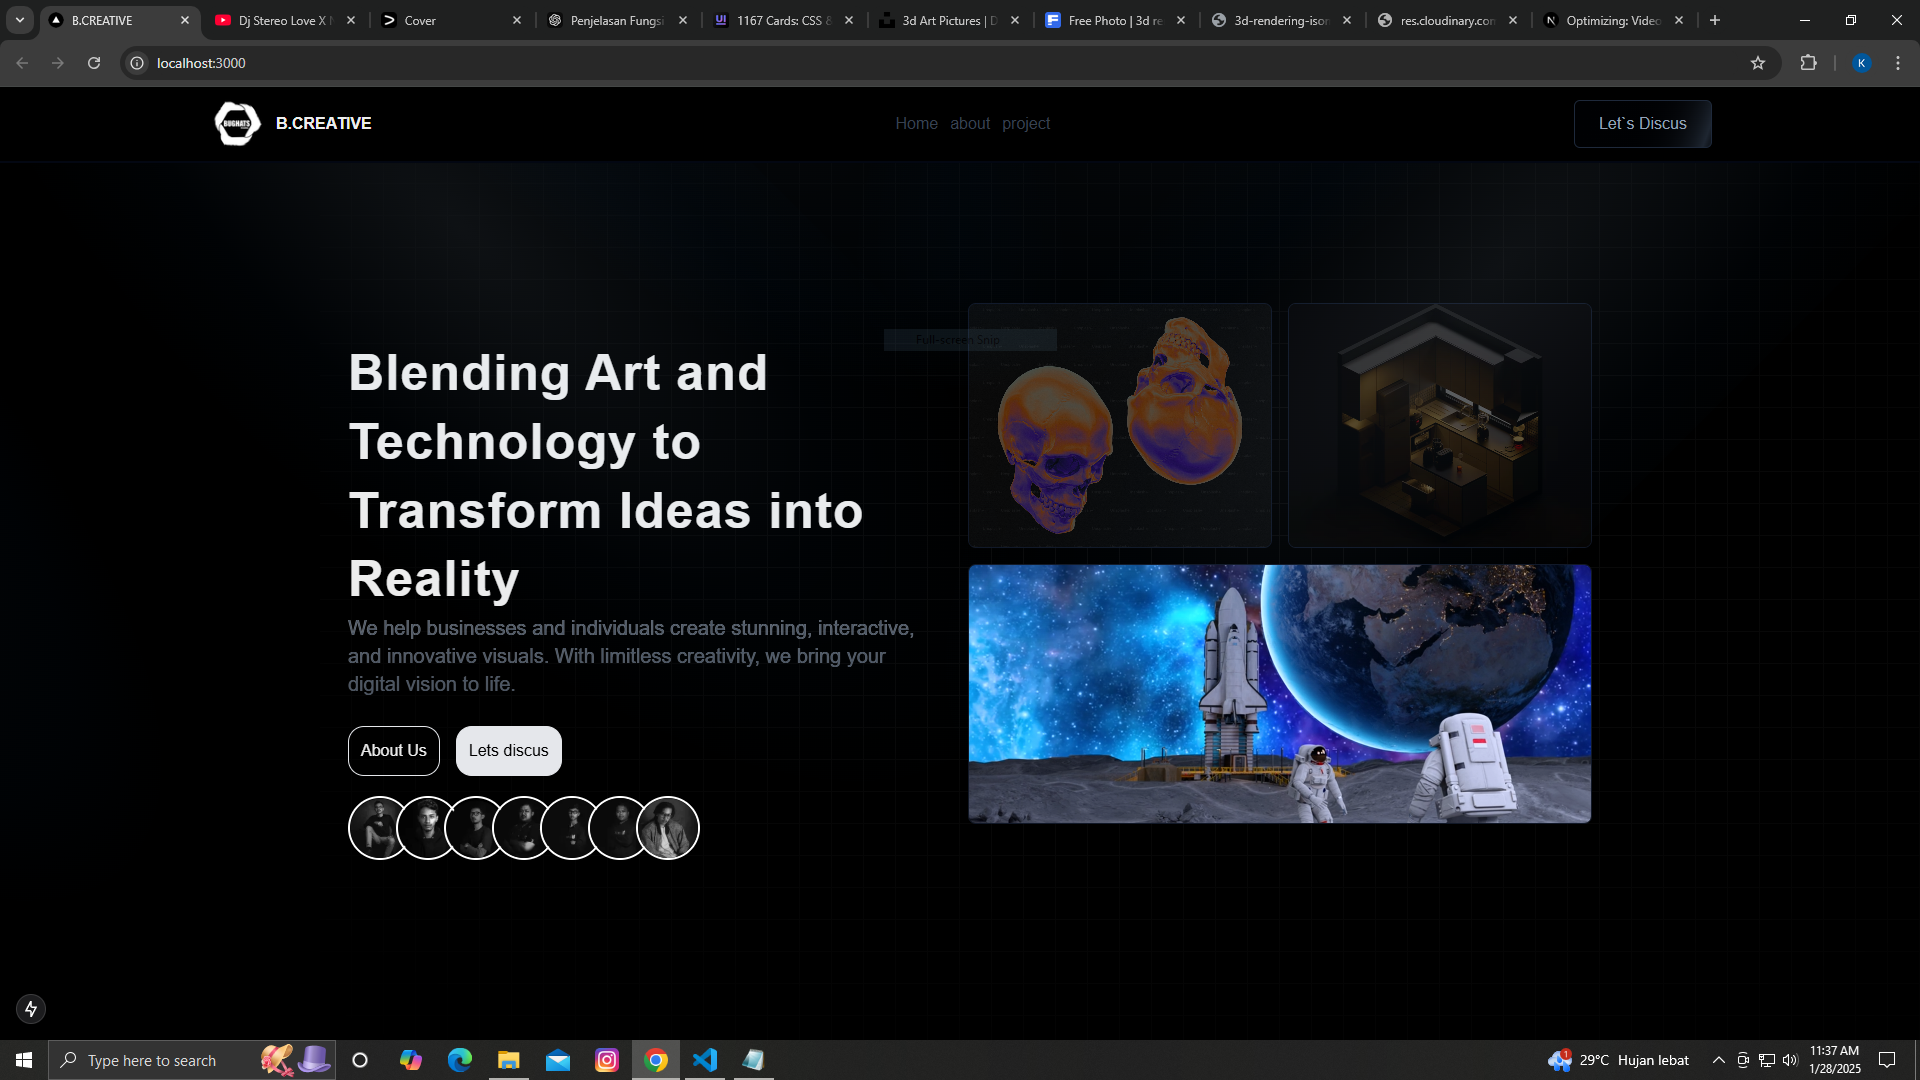 B.CREATIVE
Dj Stereo Love X
Cover
Penjelasan Fungsi
1167 Cards: CSS &
3d Art Pictures | D
Free Photo | 3d re
3d-rendering-ison
res.cloudinary.con
Optimizing: Video
localhost:3000
K
BUGHATS
B.CREATIVE
Home about project
Let`s Discus
Full-screen Snip
Blending Art and
Technology to
Transform Ideas into
Reality
We help businesses and individuals create stunning, interactive,
and innovative visuals. With limitless creativity, we bring your
digital vision to life.
About Us
Lets discus
Type here to search
1
29°C Hujan lebat
11:37 AM
1/28/2025